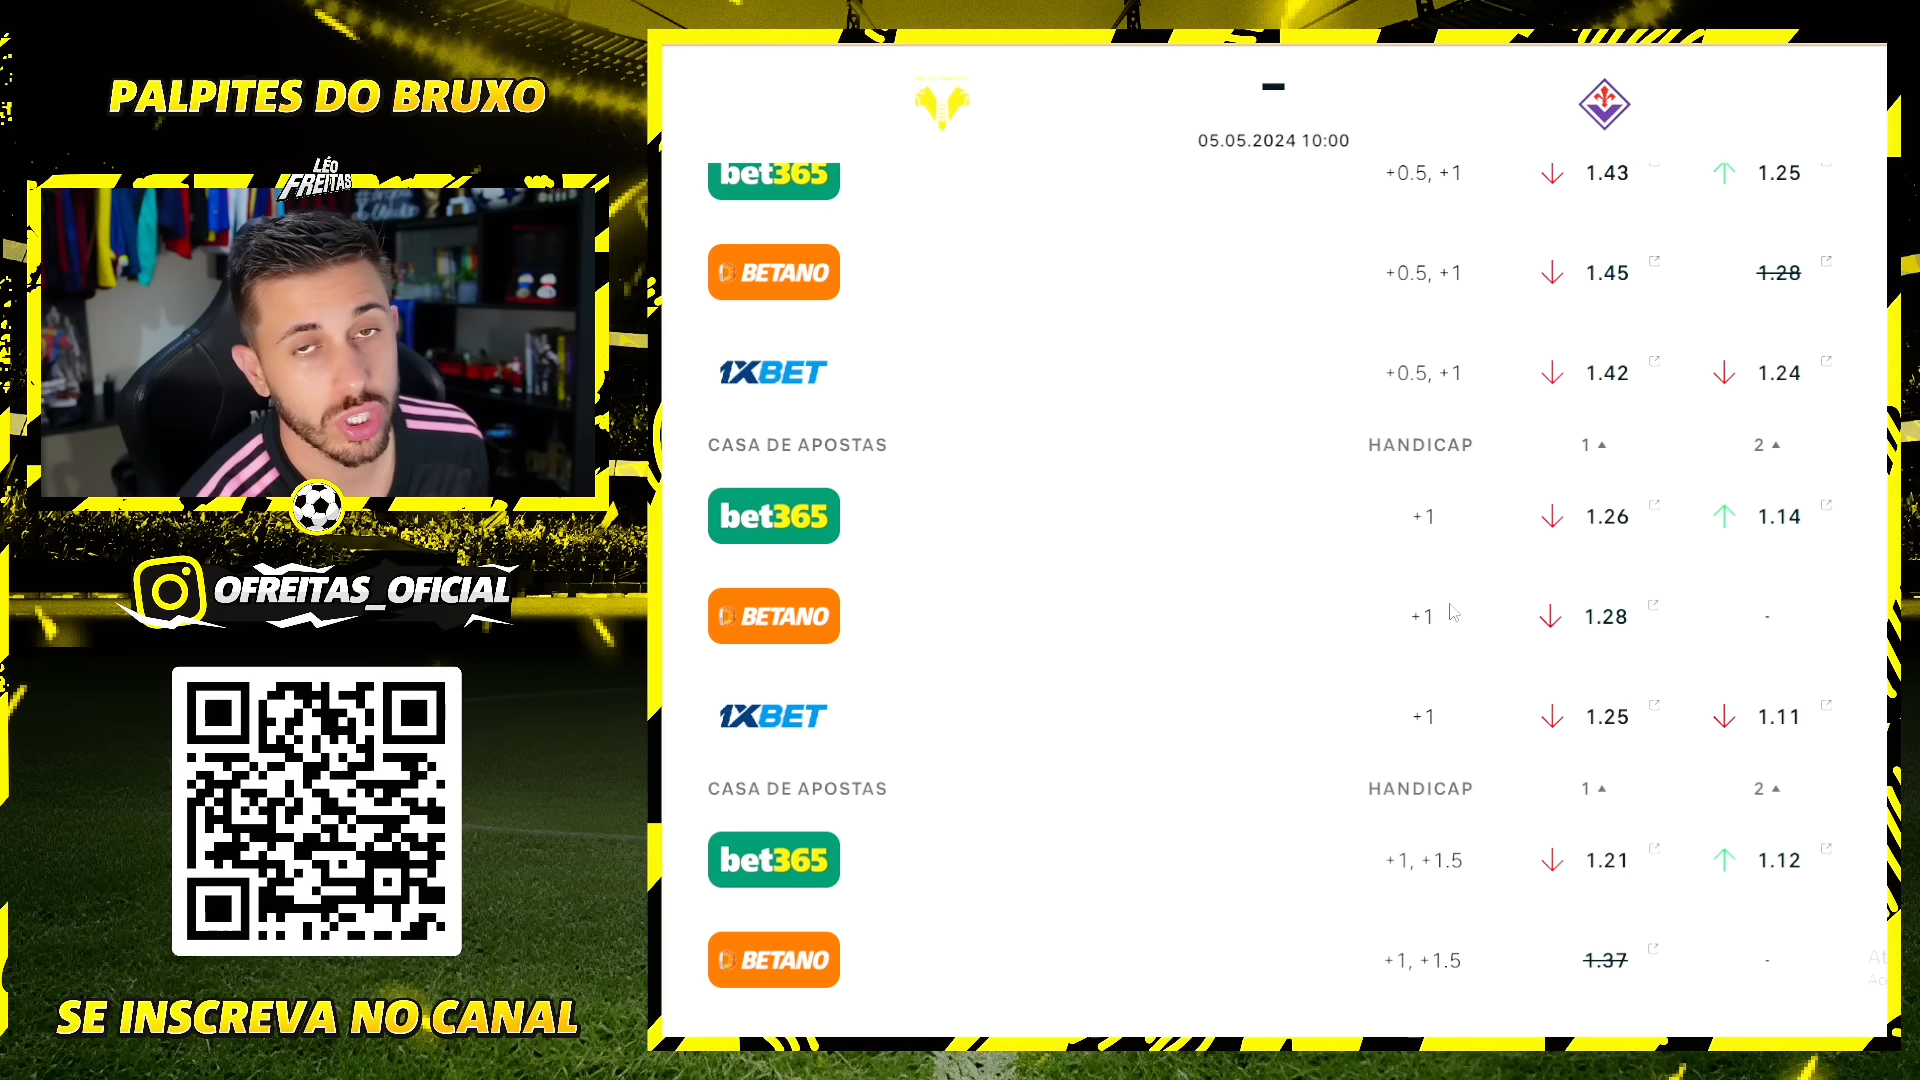 PALPITES DO BRUXO
LÉO
FREITAS
OFREITAS_OFICIAL
SE INSCREVA NO CANAL
05.05.2024 10:00
bet365 +0.5, +1 1.43 1.25
BETANO +0.5, +1 1.45 1.28
1XBET +0.5, +1 1.42 1.24
CASA DE APOSTAS HANDICAP 1 2
bet365 +1 1.26 1.14
BETANO +1 1.28 -
1XBET +1 1.25 1.11
CASA DE APOSTAS HANDICAP 1 2
bet365 +1, +1.5 1.21 1.12
BETANO +1, +1.5 1.37 -